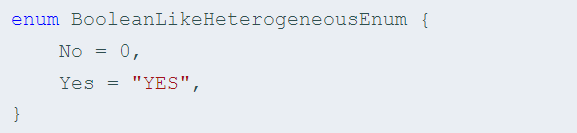 enum BooleanLikeHeterogeneousEnum {
    No = 0,
    Yes = "YES",
}